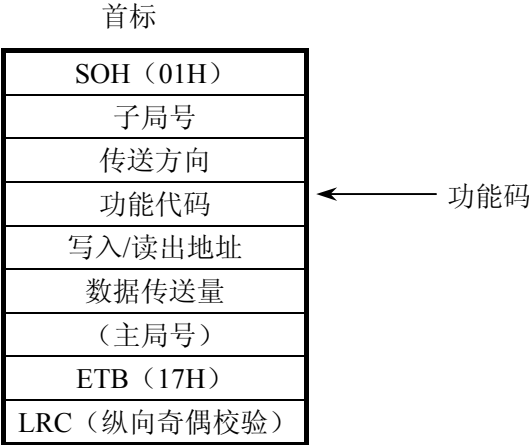 首标
SOH（01H）
子局号
传送方向
功能代码
功能码
写入/读出地址
数据传送量
（主局号）
ETB（17H）
LRC（纵向奇偶校验）